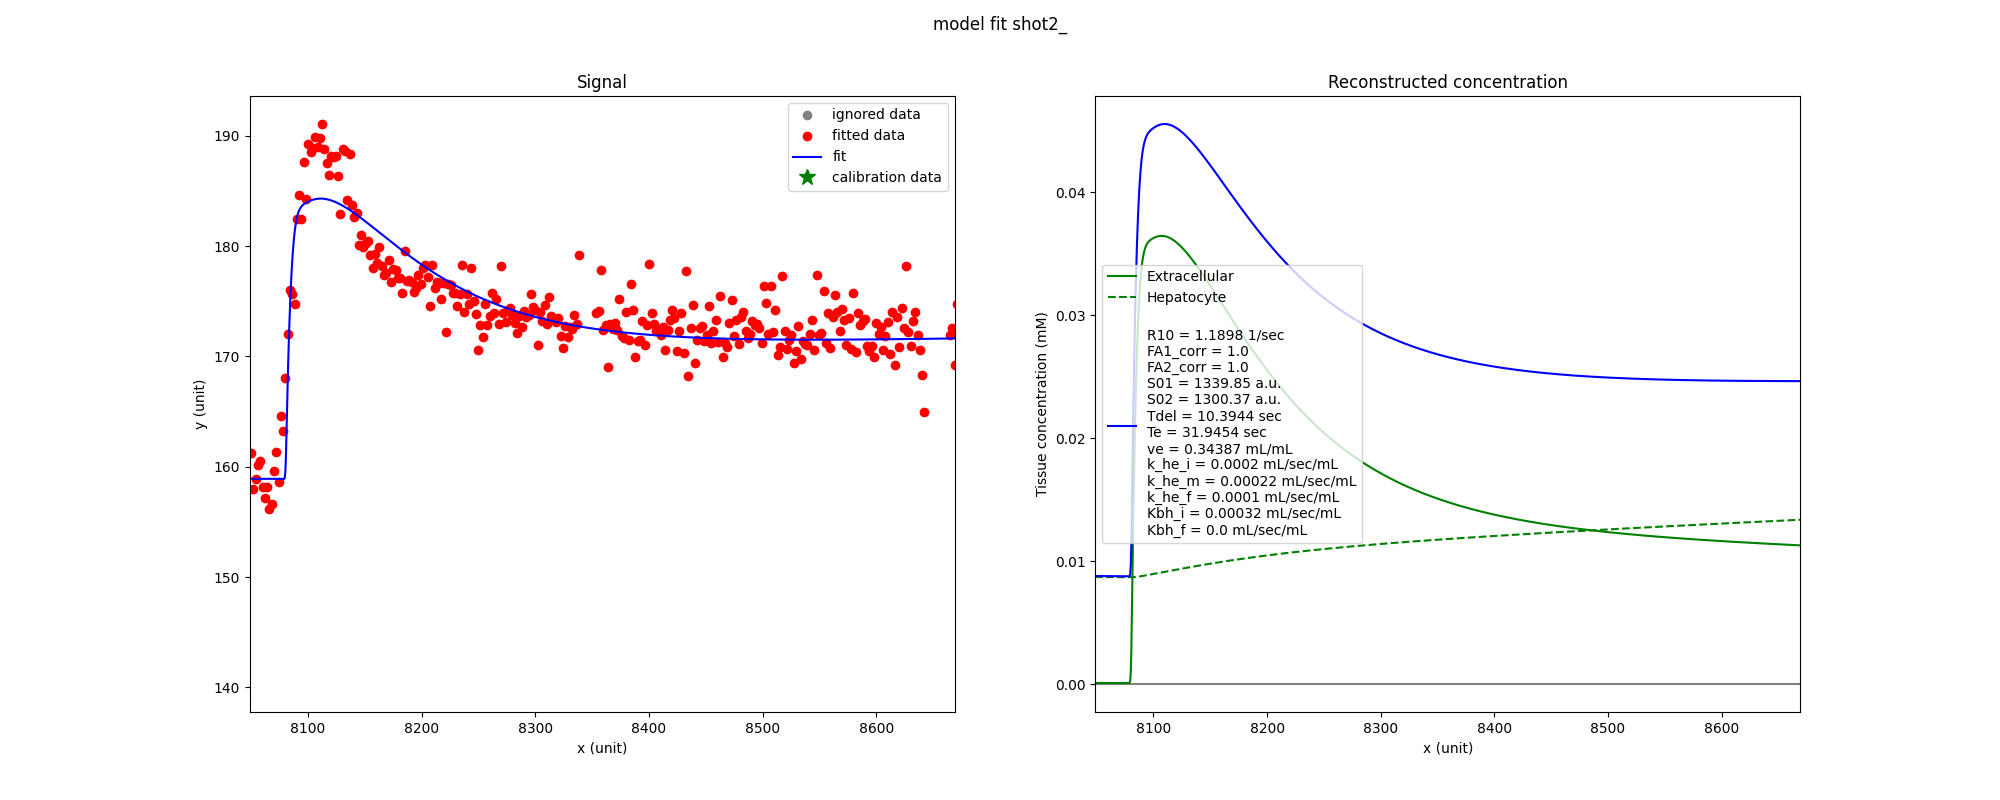 model fit shot2_
Signal
ignored data
fitted data
fit
calibration data
190
180
170
160
150
140
y (unit)
8100 8200 8300 8400 8500 8600
x (unit)
Reconstructed concentration
0.04
0.03
0.02
0.01
0.00
Tissue concentration (mM)
Extracellular
Hepatocyte
R10 = 1.1898 1/sec
FA1_corr = 1.0
FA2_corr = 1.0
S01 = 1339.85 a.u.
S02 = 1300.37 a.u.
Tdel = 10.3944 sec
Te = 31.9454 sec
ve = 0.34387 mL/mL
k_he_i = 0.0002 mL/sec/mL
k_he_m = 0.00022 mL/sec/mL
k_he_f = 0.0001 mL/sec/mL
Kbh_i = 0.00032 mL/sec/mL
Kbh_f = 0.0 mL/sec/mL
8100 8200 8300 8400 8500 8600
x (unit)